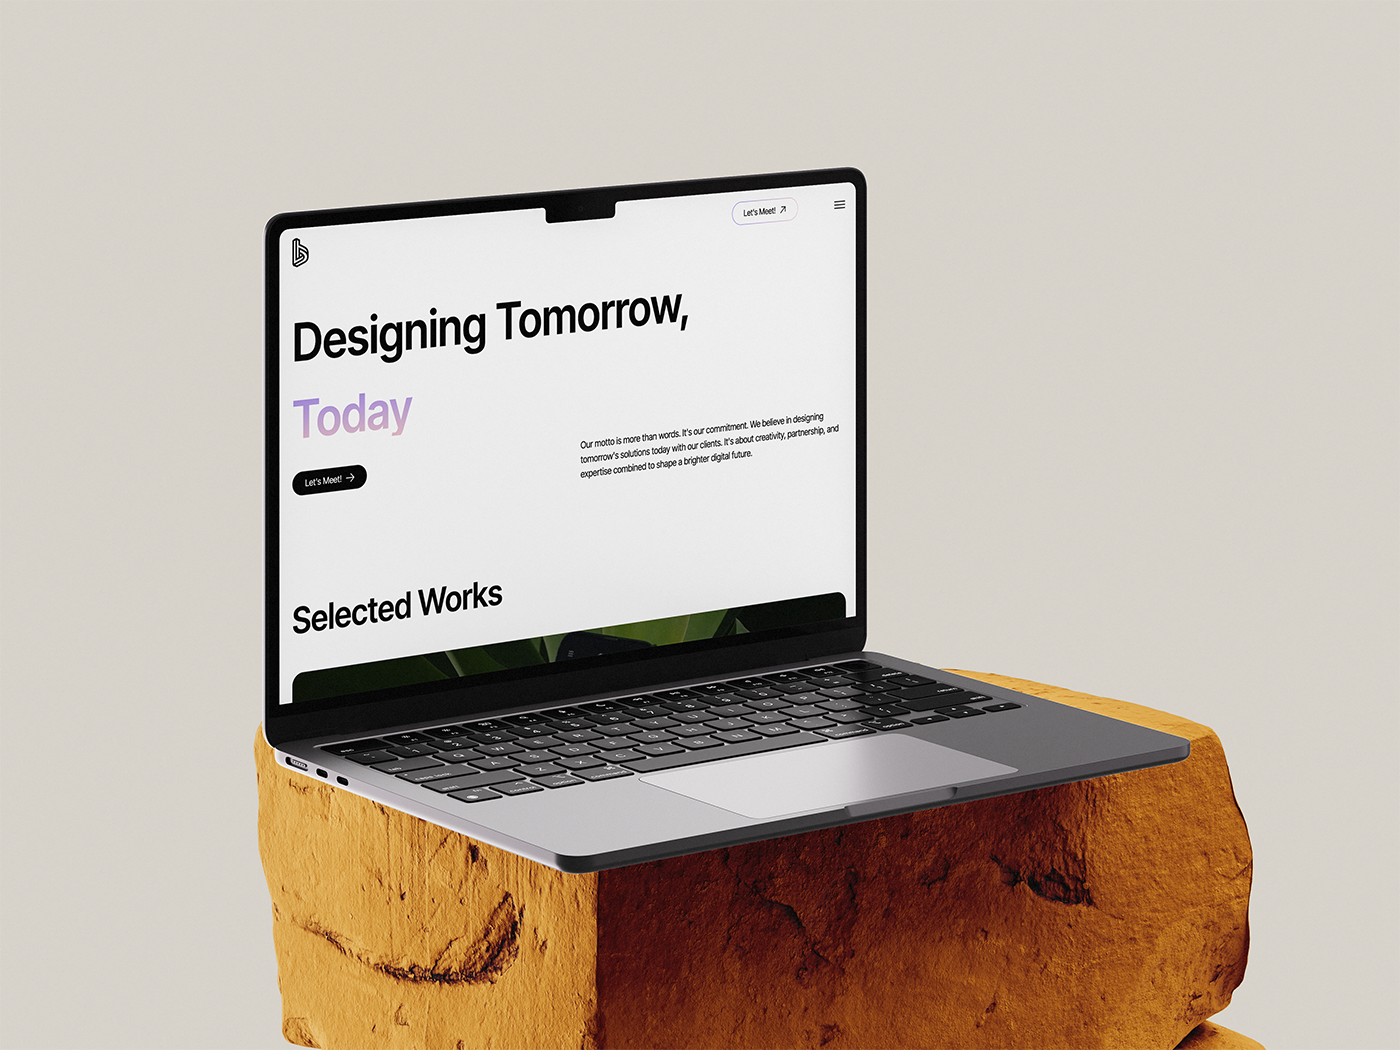 Let's Meet!
Designing Tomorrow,
Today
Let's Meet!
Our motto is more than words. It's our commitment. We believe in designing
tomorrow's solutions today with our clients. It's about creativity, partnership, and
expertise combined to shape a brighter digital future.
Selected Works